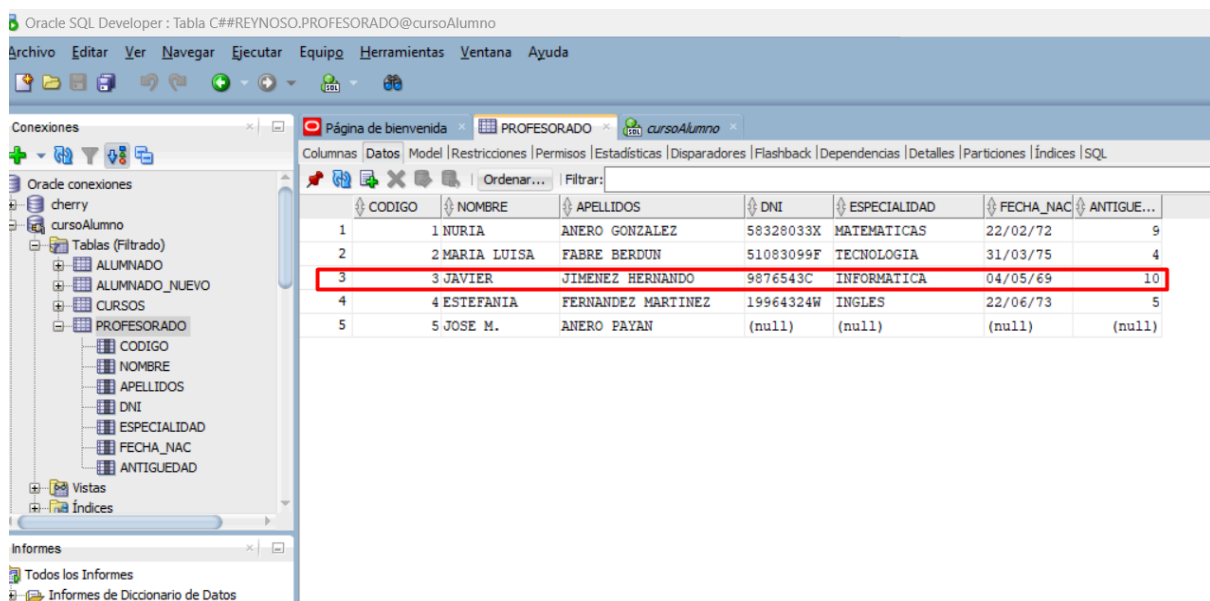 Oracle SQL Developer : Tabla C##REYNOSO.PROFESORADO@cursoAlumno
Archivo Editar Ver Navegar Ejecutar Equipo Herramientas Ventana Ayuda
Conexiones
Oracle conexiones
cherry
cursoAlumno
Tablas (Filtrado)
ALUMNADO
ALUMNADO_NUEVO
CURSOS
PROFESORADO
CODIGO
NOMBRE
APELLIDOS
DNI
ESPECIALIDAD
FECHA_NAC
ANTIGUEDAD
Vistas
Índices
Informes
Todos los Informes
Informes de Diccionario de Datos
Página de bienvenida PROFESORADO cursoAlumno
Columnas Datos Model |Restricciones |Permisos |Estadísticas |Disparadores |Flashback |Dependencias |Detalles |Particiones |Índices |SQL
Ordenar... Filtrar:
CODIGO NOMBRE APELLIDOS DNI ESPECIALIDAD FECHA_NAC ANTIGUE...
1 1 NURIA ANERO GONZALEZ 58328033X MATEMATICAS 22/02/72 9
2 2 MARIA LUISA FABRE BERDUN 51083099F TECNOLOGIA 31/03/75 4
3 3 JAVIER JIMENEZ HERNANDO 9876543C INFORMATICA 04/05/69 10
4 4 ESTEFANIA FERNANDEZ MARTINEZ 19964324W INGLES 22/06/73 5
5 5 JOSE M. ANERO PAYAN (null) (null) (null) (null)